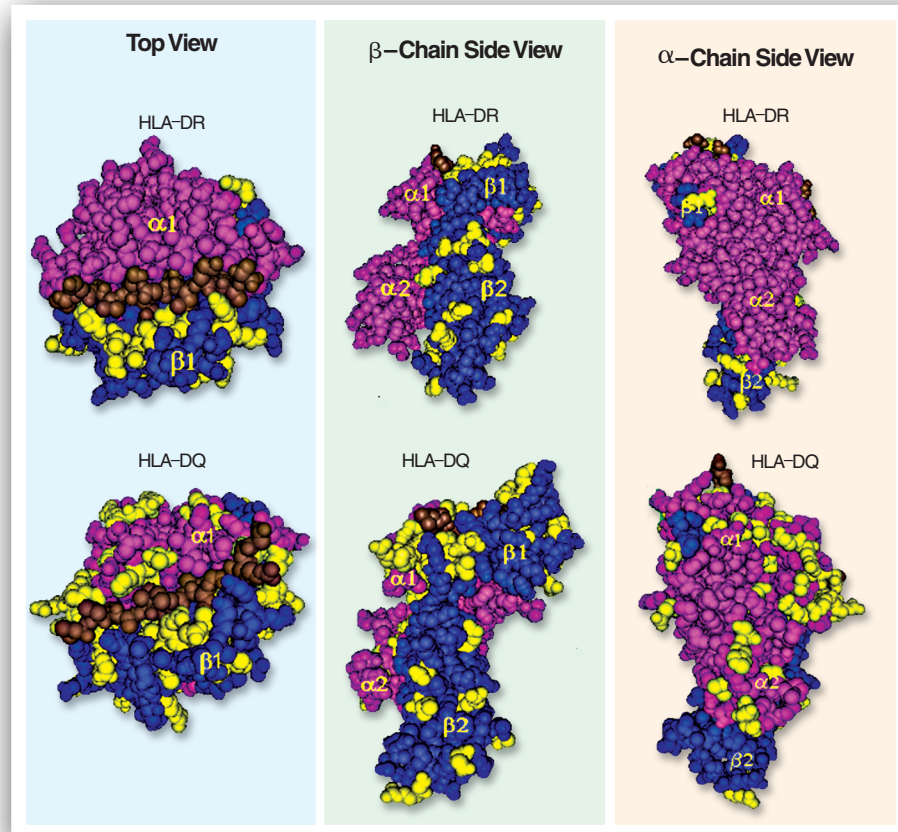 Top View
HLA–DR
α1
β1
HLA–DQ
α1
β1
β–Chain Side View
HLA–DR
α1
β1
α2
β2
HLA–DQ
β1
α1
α2
β2
α–Chain Side View
HLA–DR
β1
α1
α2
β2
HLA–DQ
α1
α2
β2